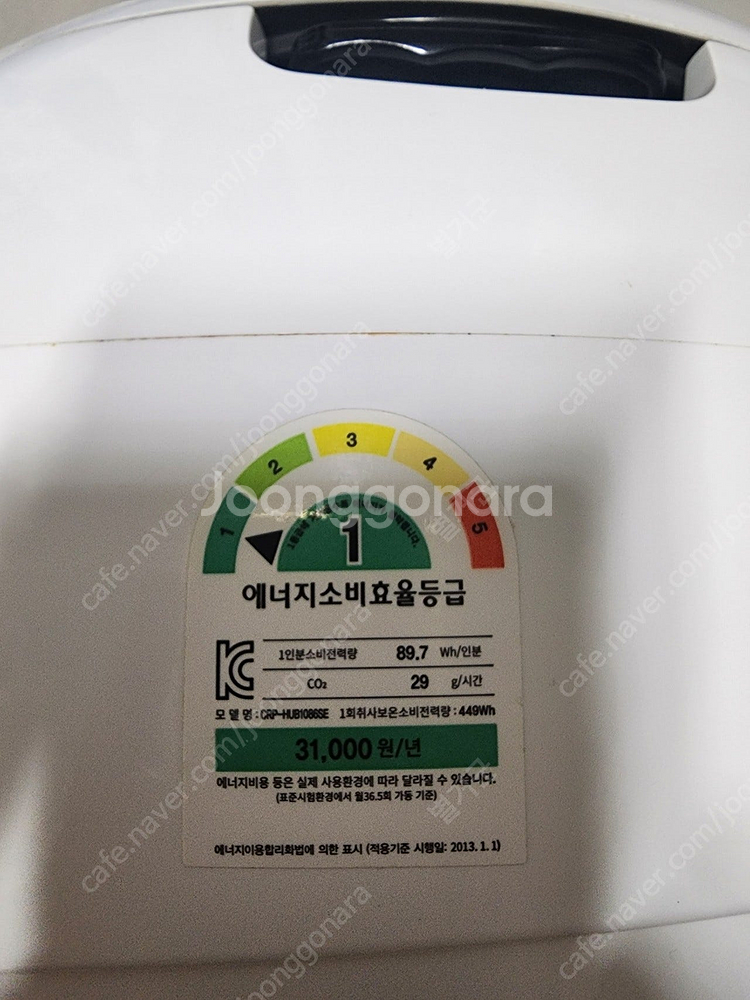 3
2
4
1
5
1
에너지소비효율등급
1인분소비전력량 89.7 Wh/인분
CO₂ 29 g/시간
모 델 명 : CRP-HUB1086SE 1회취사보온소비전력량 : 449Wh
31,000 원/년
에너지비용 등은 실제 사용환경에 따라 달라질 수 있습니다.
(표준시험환경에서 월36.5회 가동 기준)
에너지이용합리화법에 의한 표시 (적용기준 시행일: 2013. 1. 1)
Joonggonara
cafe.naver.com/joonggonara